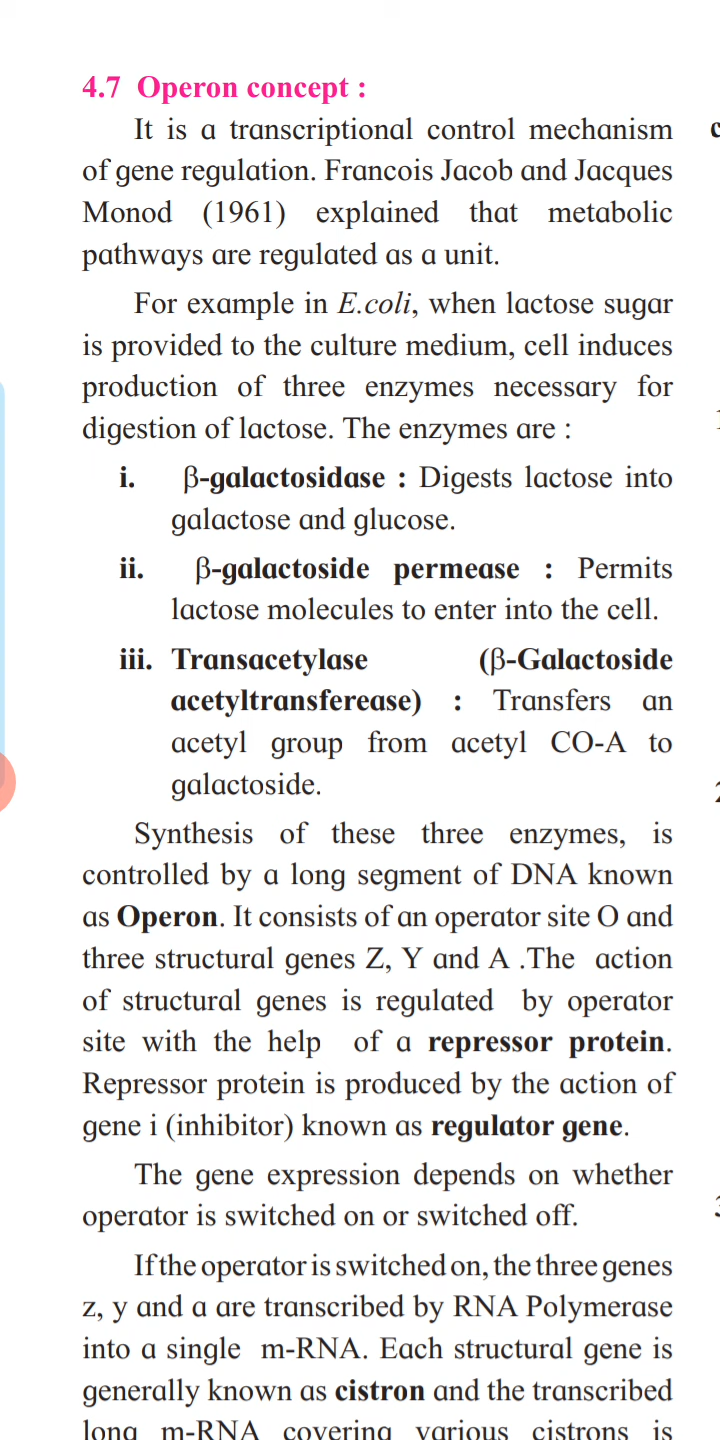 4.7 Operon concept :
It is a transcriptional control mechanism
of gene regulation. Francois Jacob and Jacques
Monod (1961) explained that metabolic
pathways are regulated as a unit.
For example in E.coli, when lactose sugar
is provided to the culture medium, cell induces
production of three enzymes necessary for
digestion of lactose. The enzymes are :
i. β-galactosidase : Digests lactose into
galactose and glucose.
ii. β-galactoside permease : Permits
lactose molecules to enter into the cell.
iii. Transacetylase (β-Galactoside
acetyltransferease) : Transfers an
acetyl group from acetyl CO-A to
galactoside.
Synthesis of these three enzymes, is
controlled by a long segment of DNA known
as Operon. It consists of an operator site O and
three structural genes Z, Y and A .The action
of structural genes is regulated by operator
site with the help of a repressor protein.
Repressor protein is produced by the action of
gene i (inhibitor) known as regulator gene.
The gene expression depends on whether
operator is switched on or switched off.
If the operator is switched on, the three genes
z, y and a are transcribed by RNA Polymerase
into a single m-RNA. Each structural gene is
generally known as cistron and the transcribed
long m-RNA covering various cistrons is